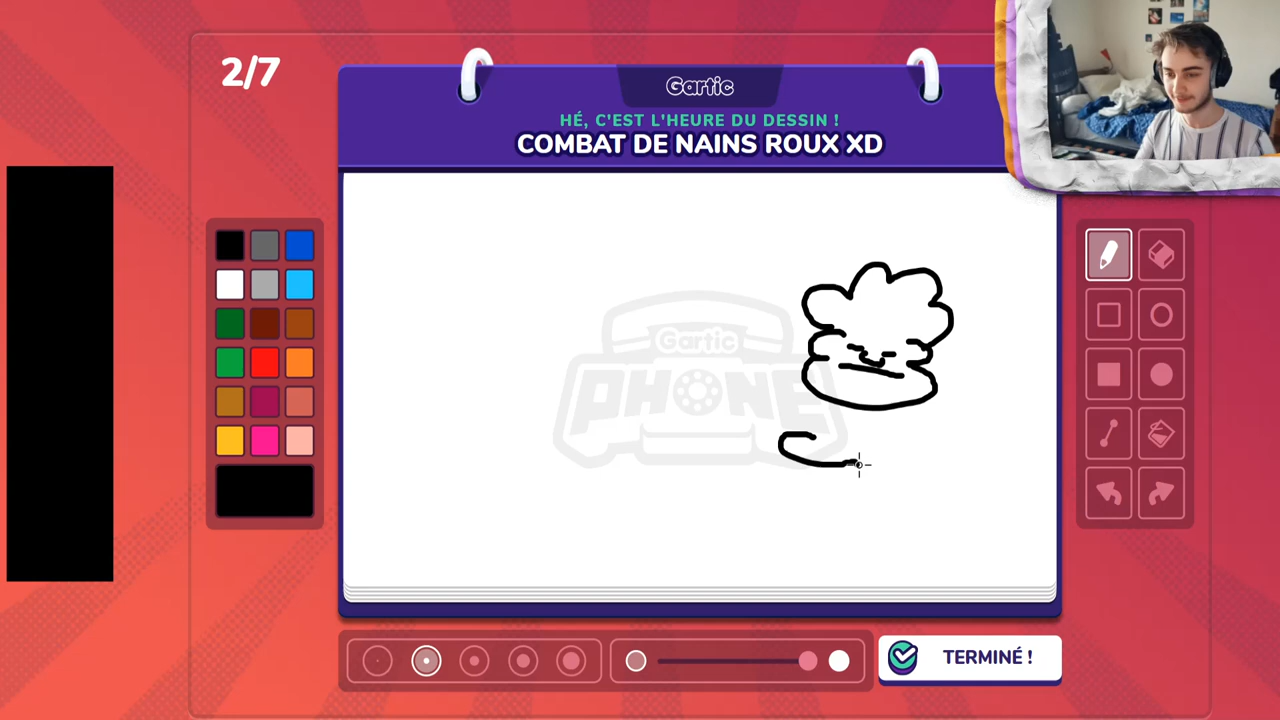 2/7
Gartic
HÉ, C'EST L'HEURE DU DESSIN !
COMBAT DE NAINS ROUX XD
Gartic
PHONE
TERMINÉ !